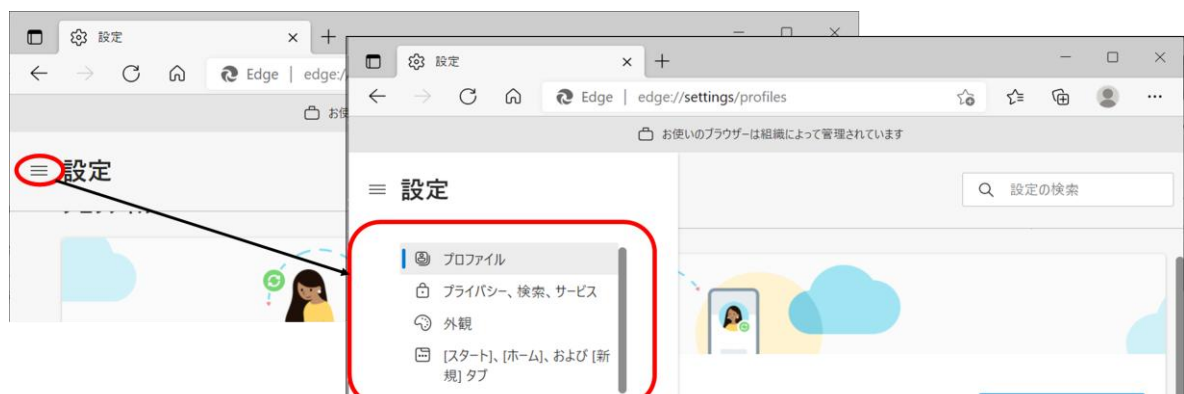 設定
Edge | edge:/
お使
設定
設定
Edge | edge://settings/profiles
お使いのブラウザーは組織によって管理されています
設定
設定の検索
プロファイル
プライバシー、検索、サービス
外観
[スタート]、[ホーム]、および [新
規] タブ